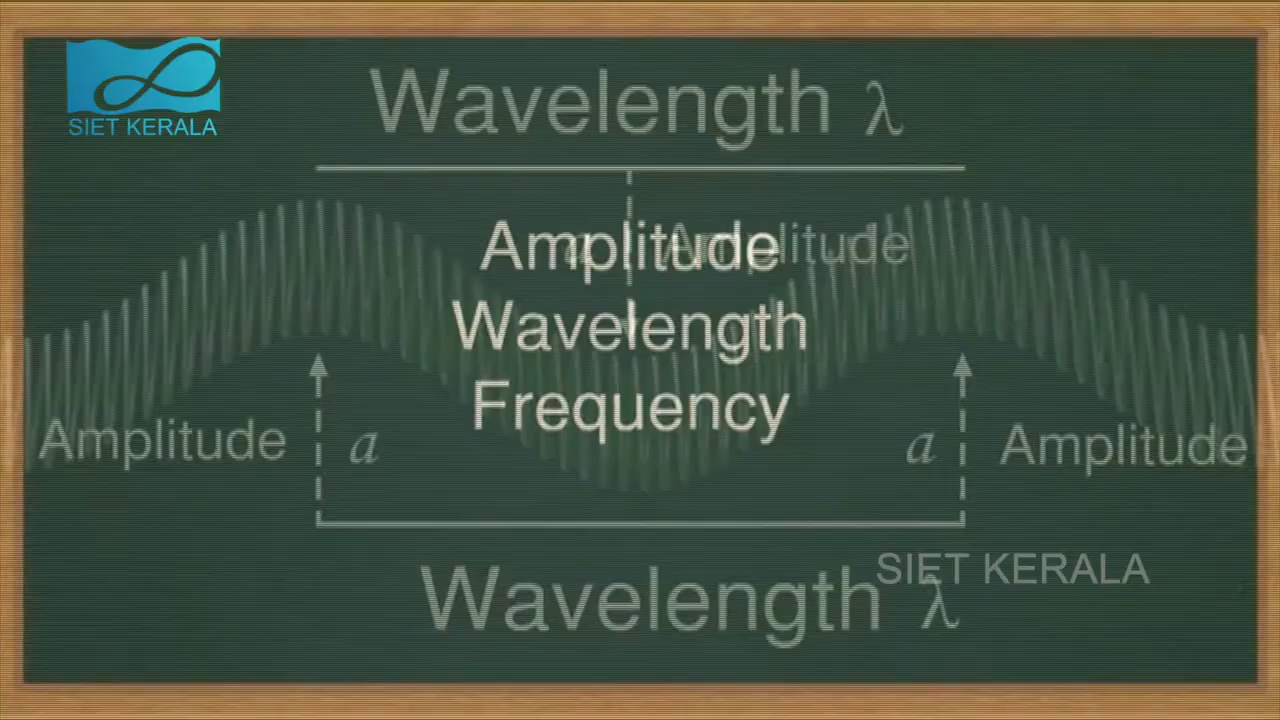 SIET KERALA
Wavelength λ
a Amplitude
Amplitude
Wavelength
Frequency
Amplitude a
a Amplitude
SIET KERALA
Wavelength λ